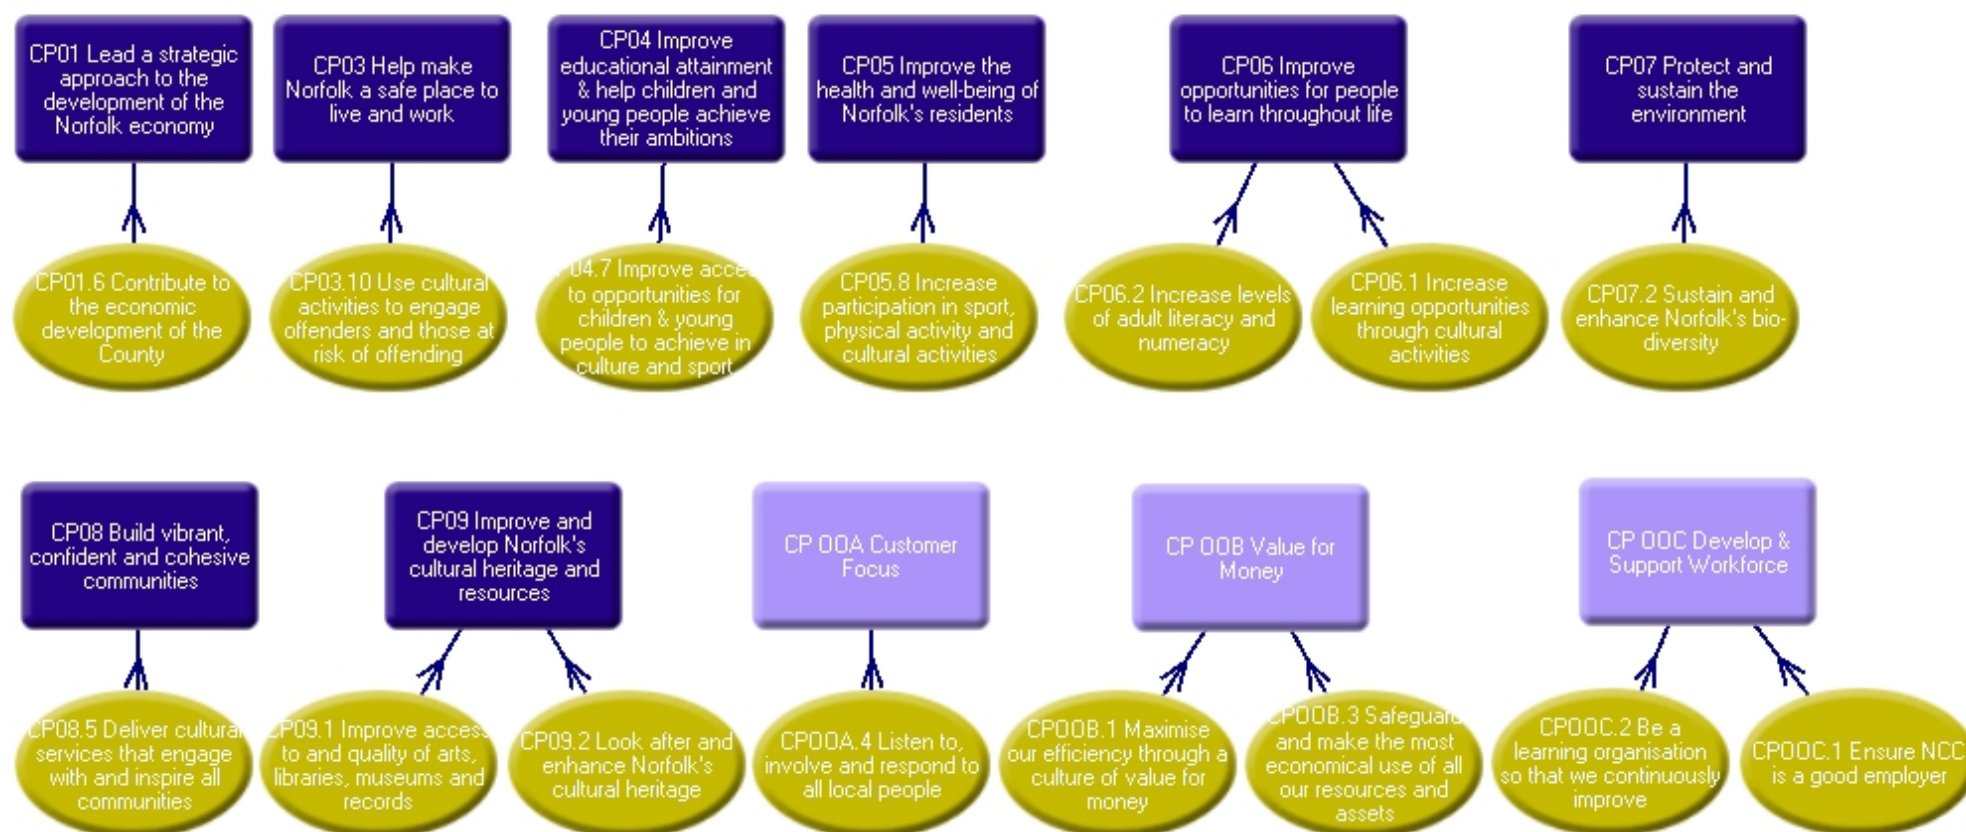 CP01 Lead a strategic
approach to the
development of the
Norfolk economy
CP03 Help make
Norfolk a safe place to
live and work
CP04 Improve
educational attainment
& help children and
young people achieve
their ambitions
CP05 Improve the
health and well-being of
Norfolk's residents
CP06 Improve
opportunities for people
to learn throughout life
CP07 Protect and
sustain the
environment
CP01.6 Contribute to
the economic
development of the
County
CP03.10 Use cultural
activities to engage
offenders and those at
risk of offending
P04.7 Improve acces
to opportunities for
children & young
people to achieve in
culture and sport
CP05.8 Increase
participation in sport,
physical activity and
cultural activities
CP06.2 Increase levels
of adult literacy and
numeracy
CP06.1 Increase
learning opportunities
through cultural
activities
CP07.2 Sustain and
enhance Norfolk's bio-
diversity
CP08 Build vibrant,
confident and cohesive
communities
CP09 Improve and
develop Norfolk's
cultural heritage and
resources
CP OOA Customer
Focus
CP OOB Value for
Money
CP OOC Develop &
Support Workforce
CP08.5 Deliver cultural
services that engage
with and inspire all
communities
CP09.1 Improve access
to and quality of arts,
libraries, museums and
records
CP09.2 Look after and
enhance Norfolk's
cultural heritage
CPOOA.4 Listen to,
involve and respond to
all local people
CPOOB.1 Maximise
our efficiency through a
culture of value for
money
CPOOB.3 Safeguard
and make the most
economical use of all
our resources and
assets
CPOOC.2 Be a
learning organisation
so that we continuously
improve
CPOOC.1 Ensure NCC
is a good employer